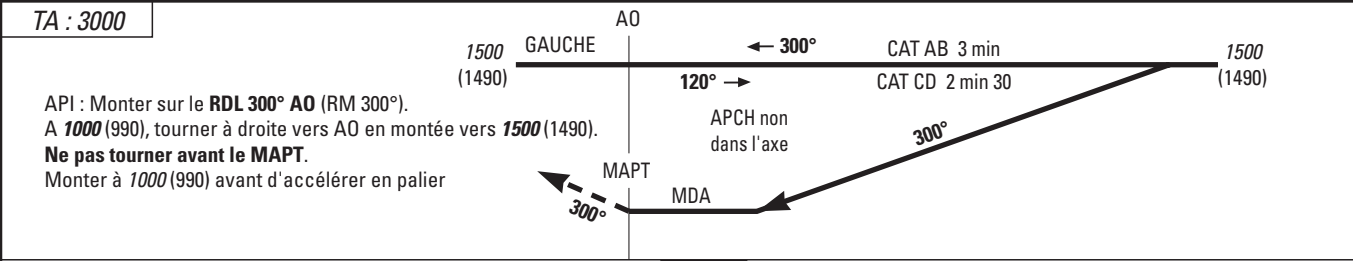 TA : 3000
AO
1500
(1490)
GAUCHE
← 300°
CAT AB 3 min
1500
(1490)
120° →
CAT CD 2 min 30
API : Monter sur le RDL 300° AO (RM 300°).
A 1000 (990), tourner à droite vers AO en montée vers 1500 (1490).
Ne pas tourner avant le MAPT.
Monter à 1000 (990) avant d'accélérer en palier
APCH non
dans l'axe
300°
MAPT
MDA
300°